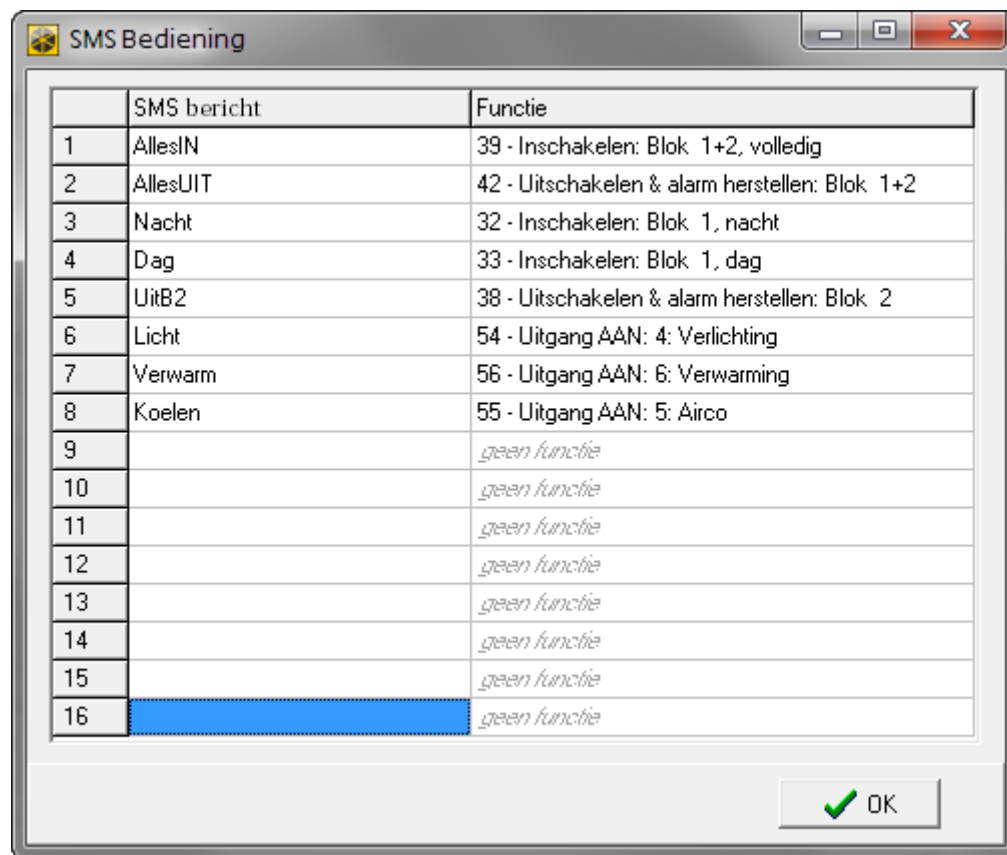 SMS Bediening
SMS bericht Functie
1 AllesIN 39 - Inschakelen: Blok 1+2, volledig
2 AllesUIT 42 - Uitschakelen & alarm herstellen: Blok 1+2
3 Nacht 32 - Inschakelen: Blok 1, nacht
4 Dag 33 - Inschakelen: Blok 1, dag
5 UitB2 38 - Uitschakelen & alarm herstellen: Blok 2
6 Licht 54 - Uitgang AAN: 4: Verlichting
7 Verwarm 56 - Uitgang AAN: 6: Verwarming
8 Koelen 55 - Uitgang AAN: 5: Airco
9 geen functie
10 geen functie
11 geen functie
12 geen functie
13 geen functie
14 geen functie
15 geen functie
16 geen functie
OK